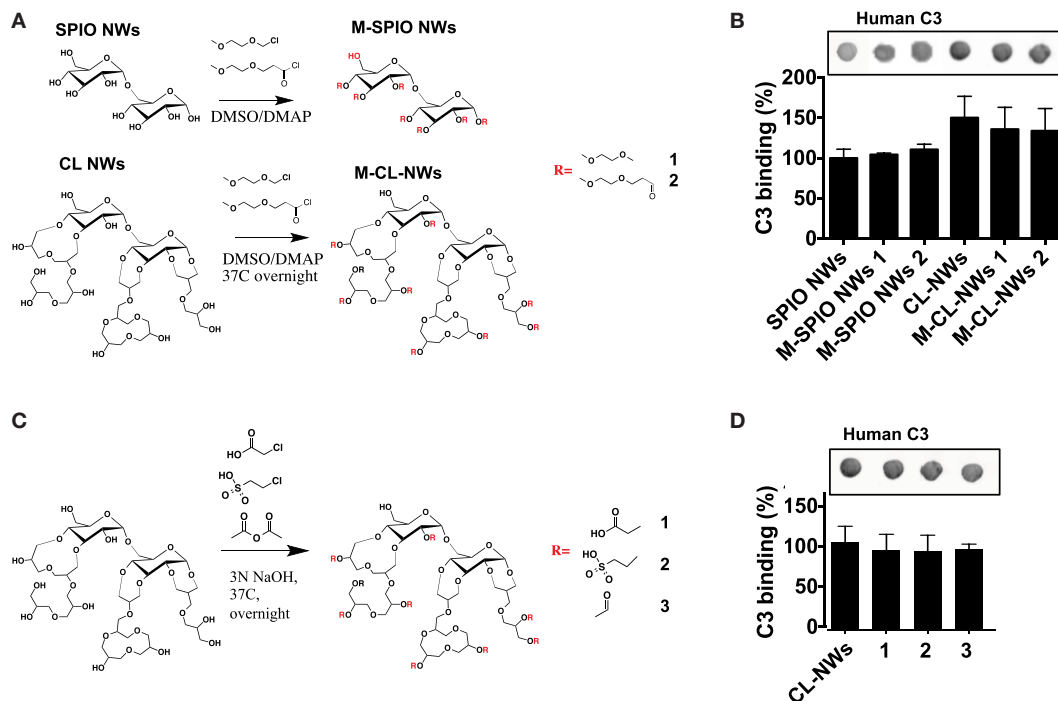 A
SPIO NWs
M-SPIO NWs
DMSO/DMAP
CL NWs
M-CL-NWs
DMSO/DMAP
37C overnight
R=
1
2
B
Human C3
C3 binding (%)
200
150
100
50
0
SPIO NWs
M-SPIO NWs 1
M-SPIO NWs 2
CL-NWs
M-CL-NWs 1
M-CL-NWs 2
C
3N NaOH,
37C,
overnight
R=
1
2
3
D
Human C3
C3 binding (%)
150
100
50
0
CL-NWs
1
2
3